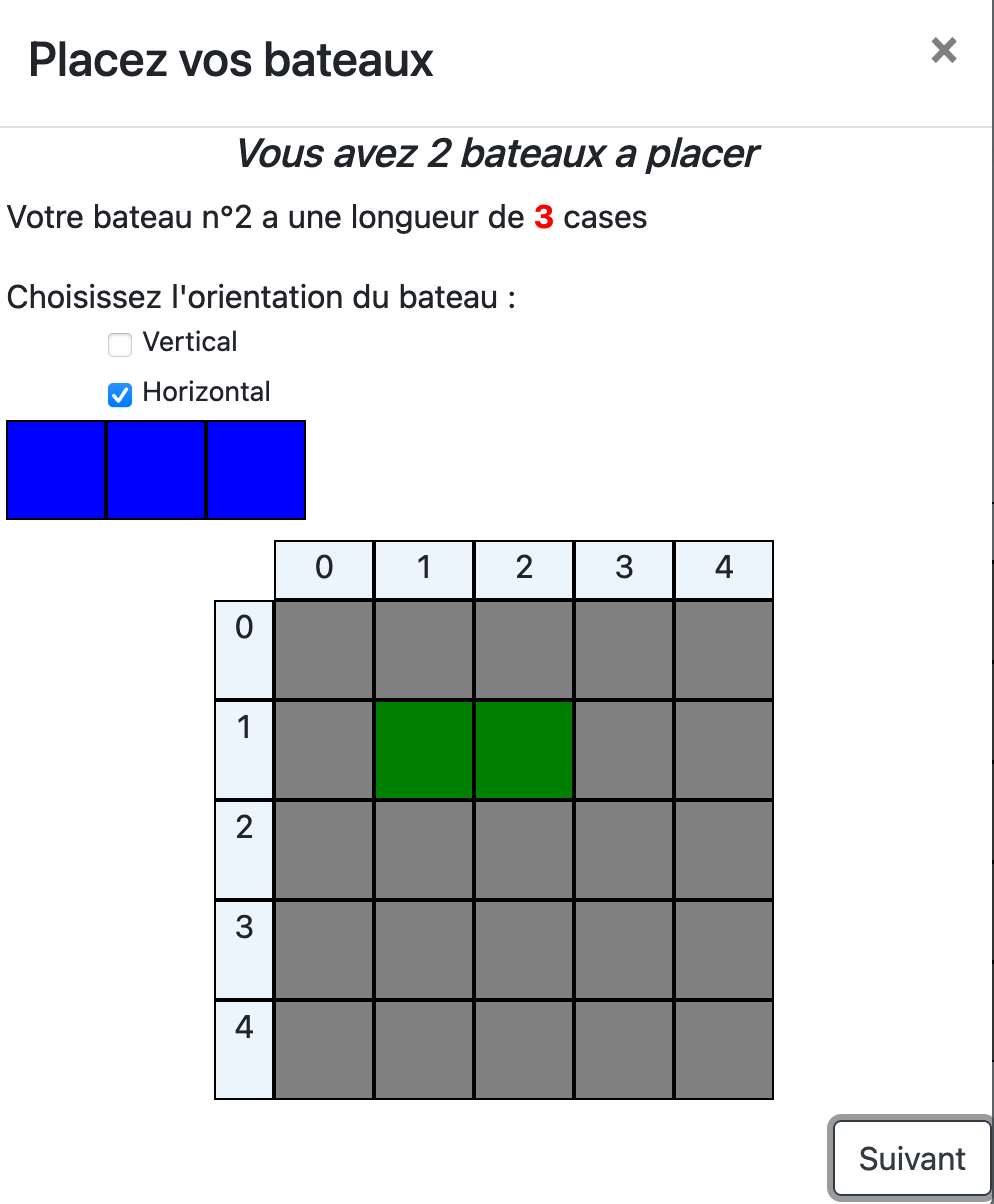 Placez vos bateaux ×
Vous avez 2 bateaux a placer
Votre bateau n°2 a une longueur de 3 cases
Choisissez l'orientation du bateau :
Vertical
Horizontal
0 1 2 3 4
0
1
2
3
4
Suivant